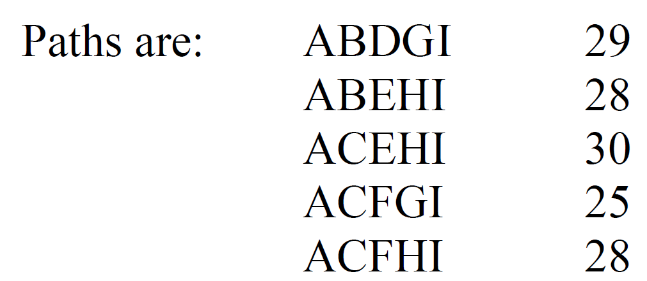 Paths are: ABDGI 29
ABEHI 28
ACEHI 30
ACFGI 25
ACFHI 28